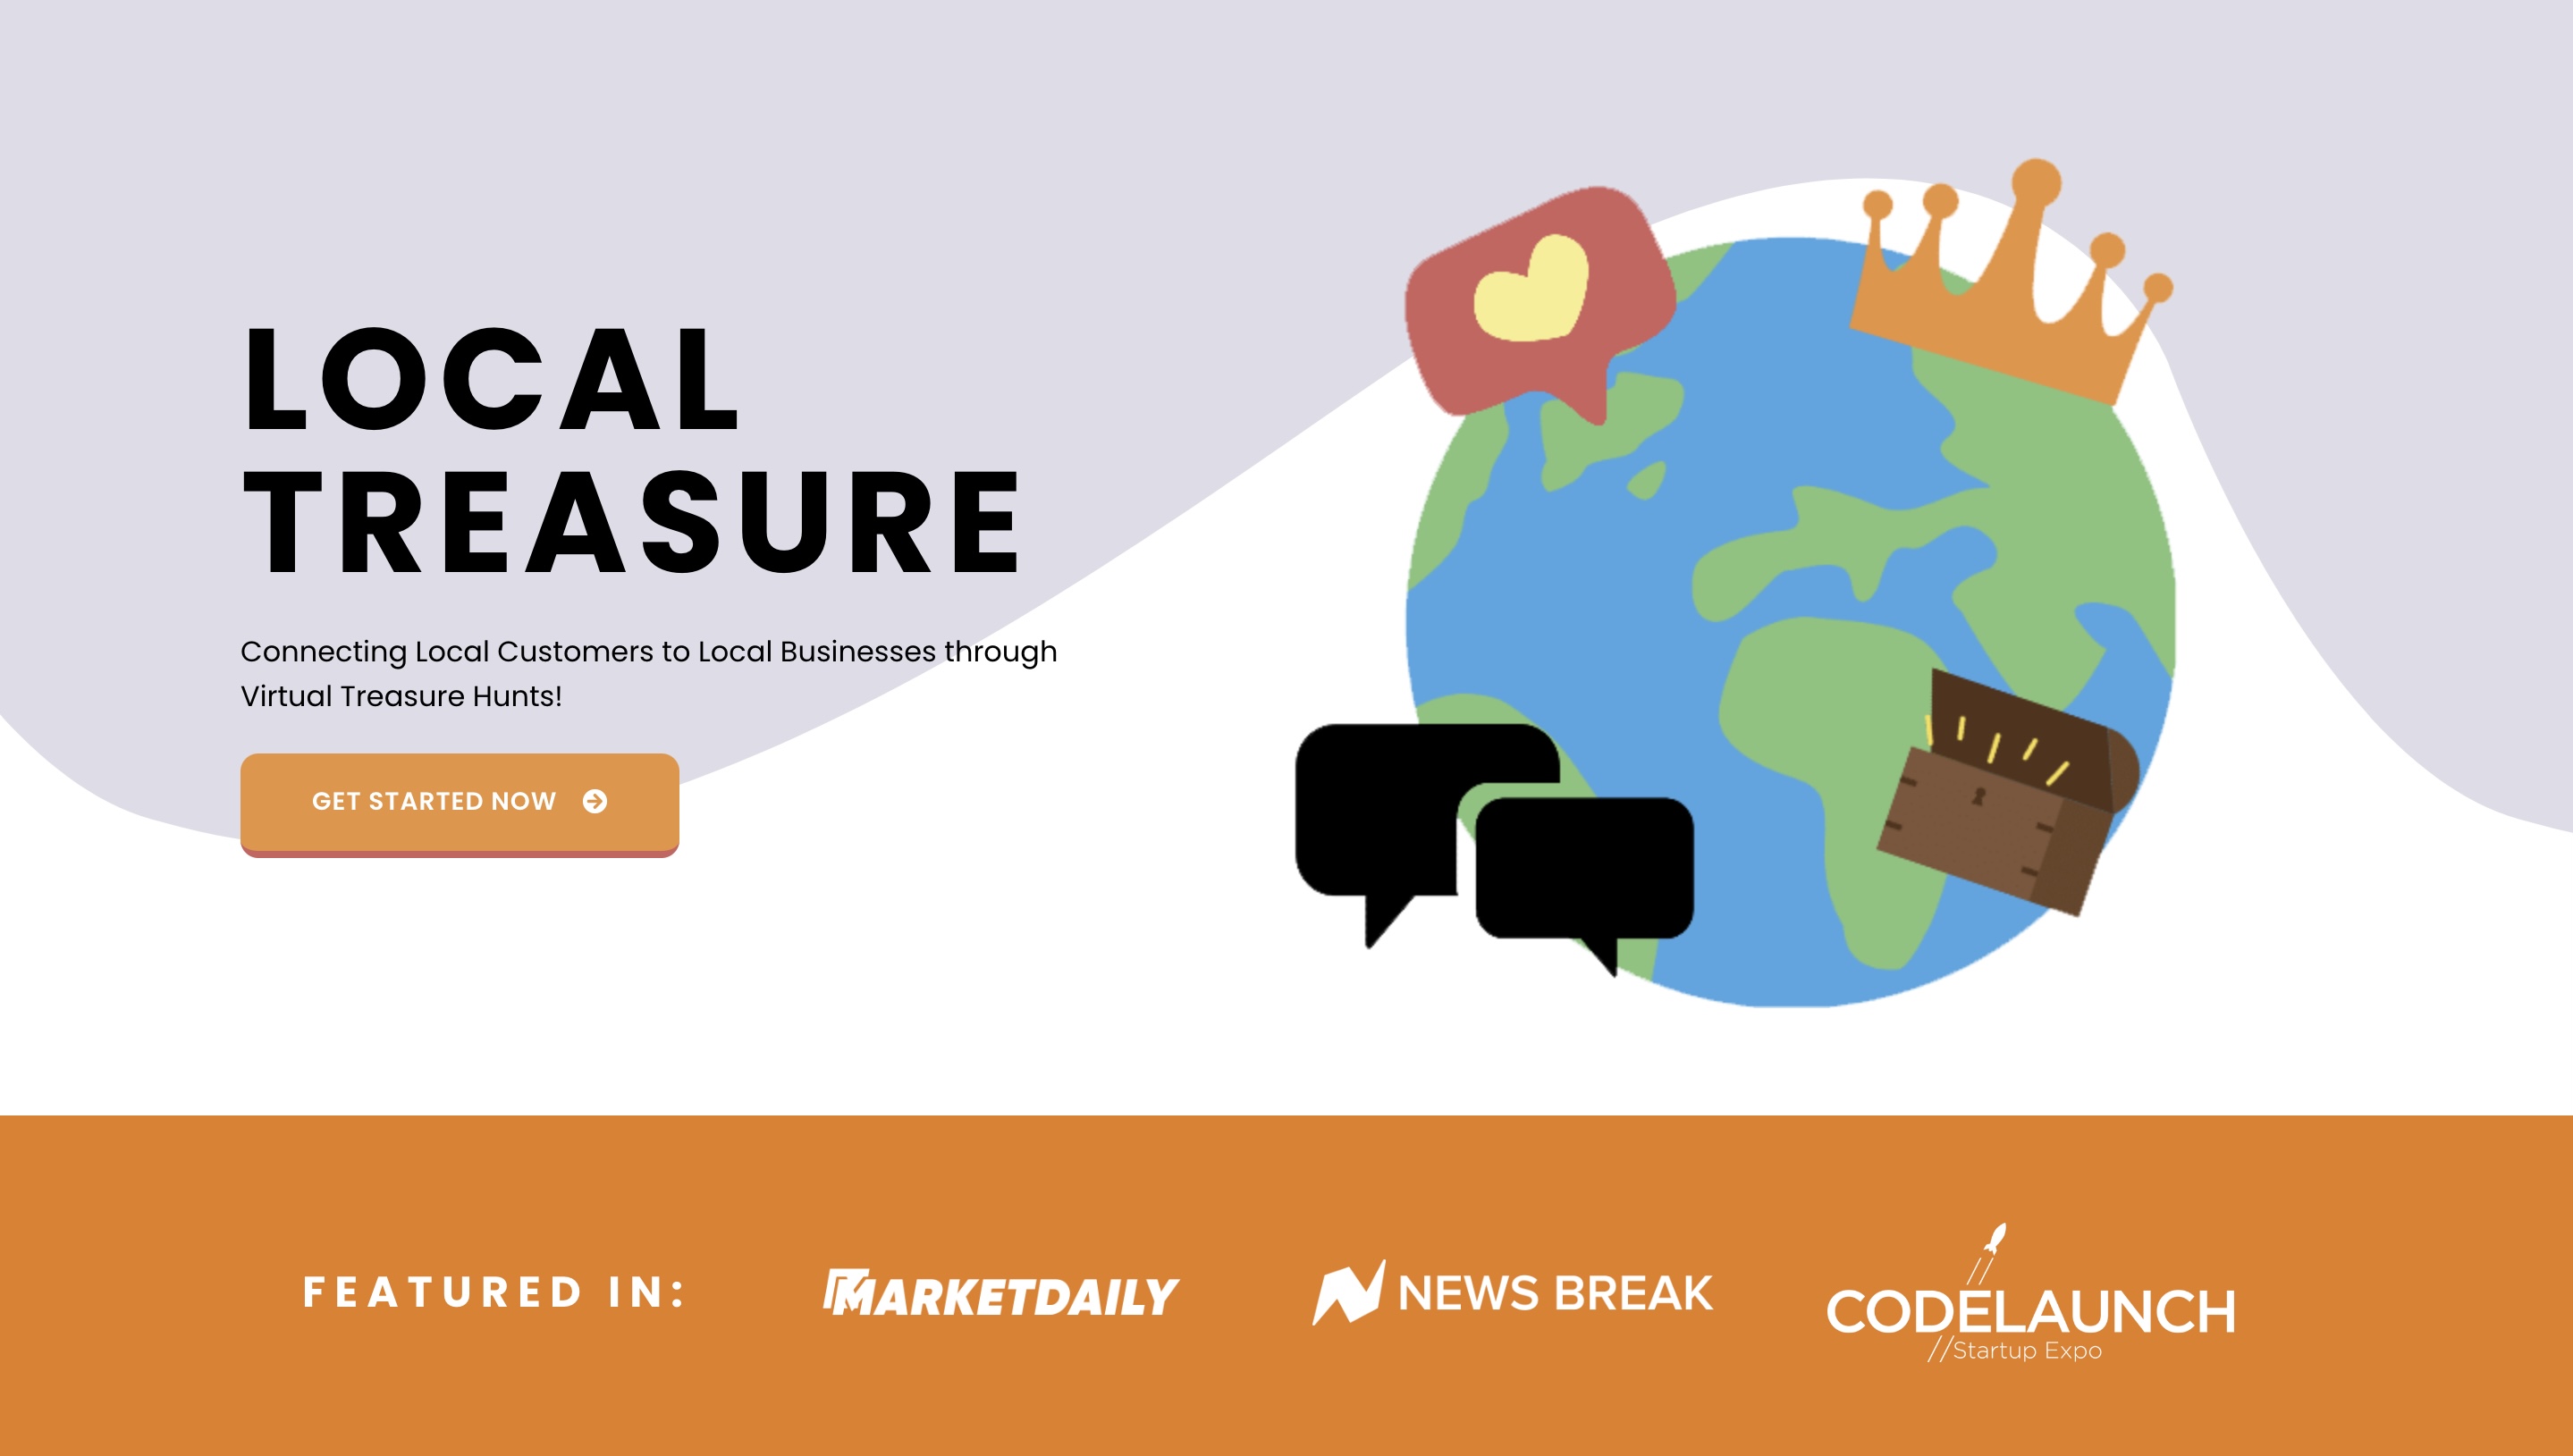 LOCAL
TREASURE
Connecting Local Customers to Local Businesses through
Virtual Treasure Hunts!
GET STARTED NOW
FEATURED IN:
MARKETDAILY
NEWS BREAK
CODELAUNCH
//Startup Expo